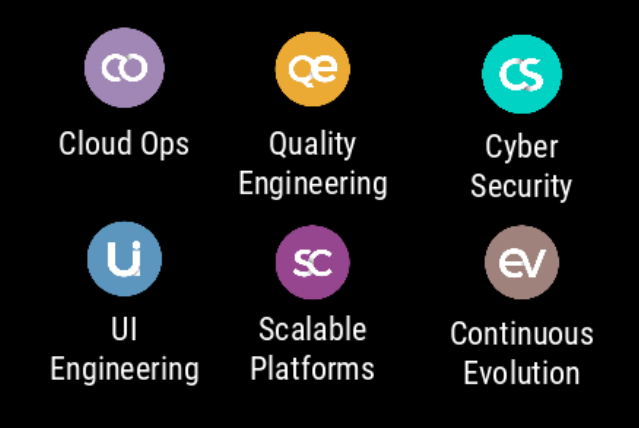 co
Cloud Ops
Qe
Quality
Engineering
CS
Cyber
Security
Ui
UI
Engineering
SC
Scalable
Platforms
eV
Continuous
Evolution